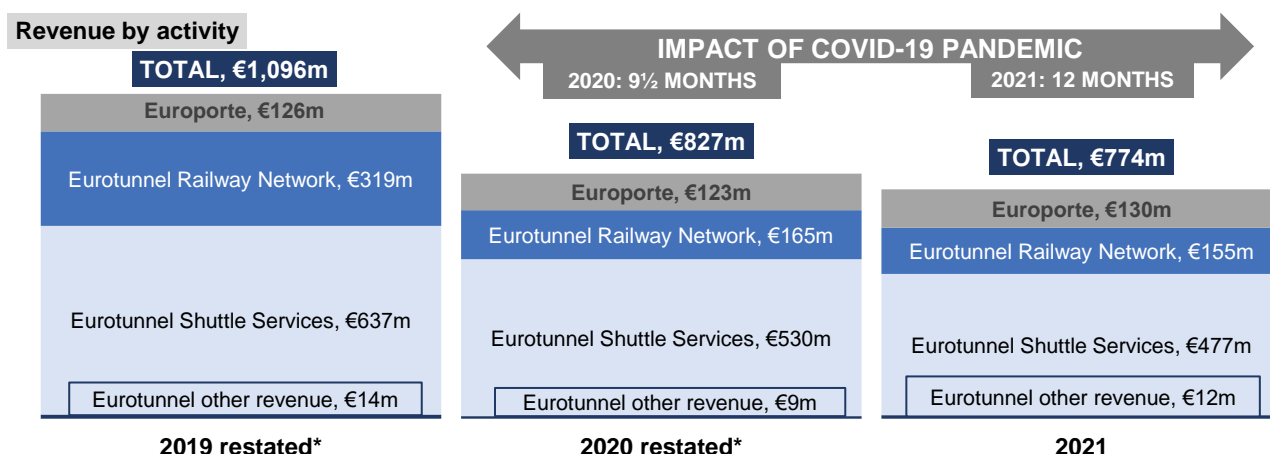 Revenue by activity
IMPACT OF COVID-19 PANDEMIC
2020: 9½ MONTHS
2021: 12 MONTHS
TOTAL, €1,096m
Europorte, €126m
Eurotunnel Railway Network, €319m
Eurotunnel Shuttle Services, €637m
Eurotunnel other revenue, €14m
2019 restated*
TOTAL, €827m
Europorte, €123m
Eurotunnel Railway Network, €165m
Eurotunnel Shuttle Services, €530m
Eurotunnel other revenue, €9m
2020 restated*
TOTAL, €774m
Europorte, €130m
Eurotunnel Railway Network, €155m
Eurotunnel Shuttle Services, €477m
Eurotunnel other revenue, €12m
2021